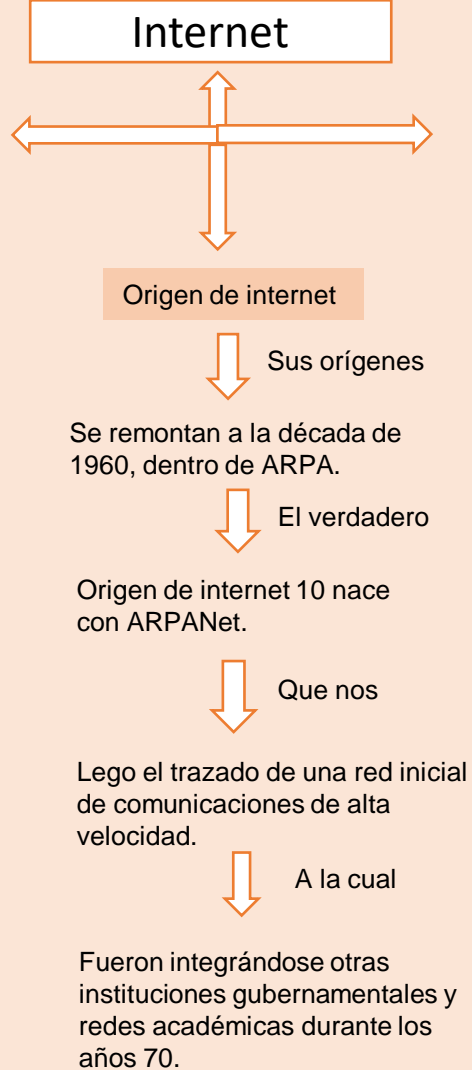 Internet
Origen de internet
Sus orígenes
Se remontan a la década de
1960, dentro de ARPA.
El verdadero
Origen de internet 10 nace
con ARPANet.
Que nos
Lego el trazado de una red inicial
de comunicaciones de alta
velocidad.
A la cual
Fueron integrándose otras
instituciones gubernamentales y
redes académicas durante los
años 70.